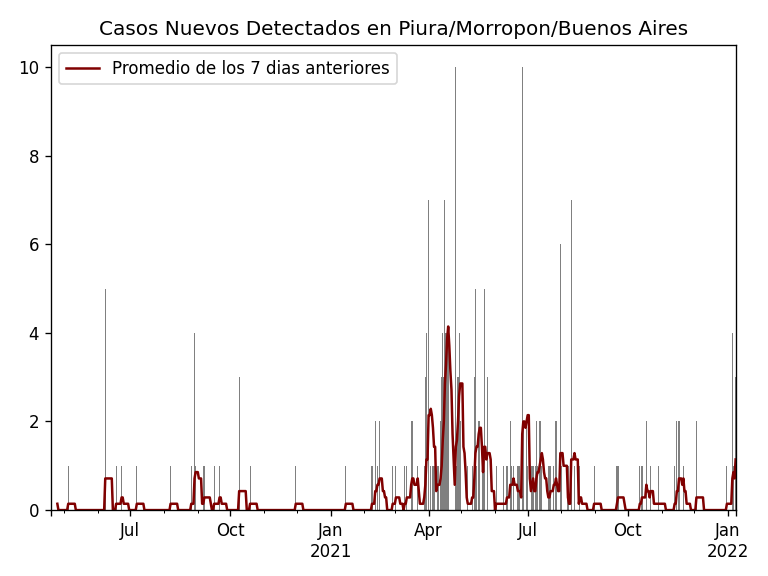 Casos Nuevos Detectados en Piura/Morropon/Buenos Aires
Promedio de los 7 dias anteriores
10
8
6
4
2
0
Jul Oct Jan Apr Jul Oct Jan
2021 2022